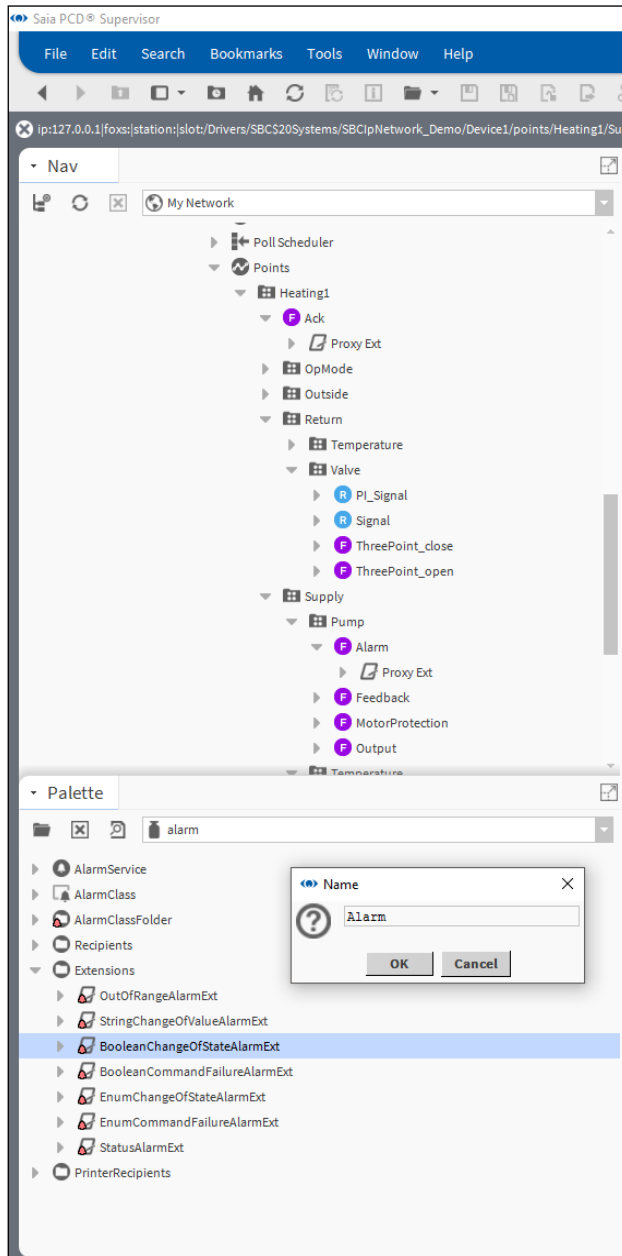 Saia PCD® Supervisor
File Edit Search Bookmarks Tools Window Help
ip:127.0.0.1|foxs:|station:|slot:/Drivers/SBC$20Systems/SBCIpNetwork_Demo/Device1/points/Heating1/Su
Nav
My Network
Poll Scheduler
Points
Heating1
F Ack
Proxy Ext
OpMode
Outside
Return
Temperature
Valve
R PI_Signal
R Signal
F ThreePoint_close
F ThreePoint_open
Supply
Pump
F Alarm
Proxy Ext
F Feedback
F MotorProtection
F Output
Temperature
Palette
alarm
AlarmService
AlarmClass
AlarmClassFolder
Recipients
Extensions
OutOfRangeAlarmExt
StringChangeOfValueAlarmExt
BooleanChangeOfStateAlarmExt
BooleanCommandFailureAlarmExt
EnumChangeOfStateAlarmExt
EnumCommandFailureAlarmExt
StatusAlarmExt
PrinterRecipients
Name
Alarm
OK Cancel